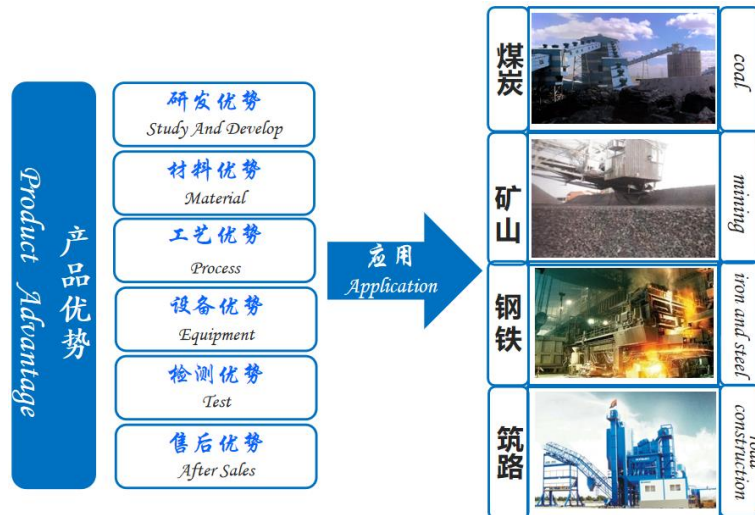 产品优势
Product Advantage
研发优势
Study And Develop
材料优势
Material
工艺优势
Process
设备优势
Equipment
检测优势
Test
售后优势
After Sales
应用
Application
煤炭
coal
矿山
mining
钢铁
iron and steel
筑路
road
construction